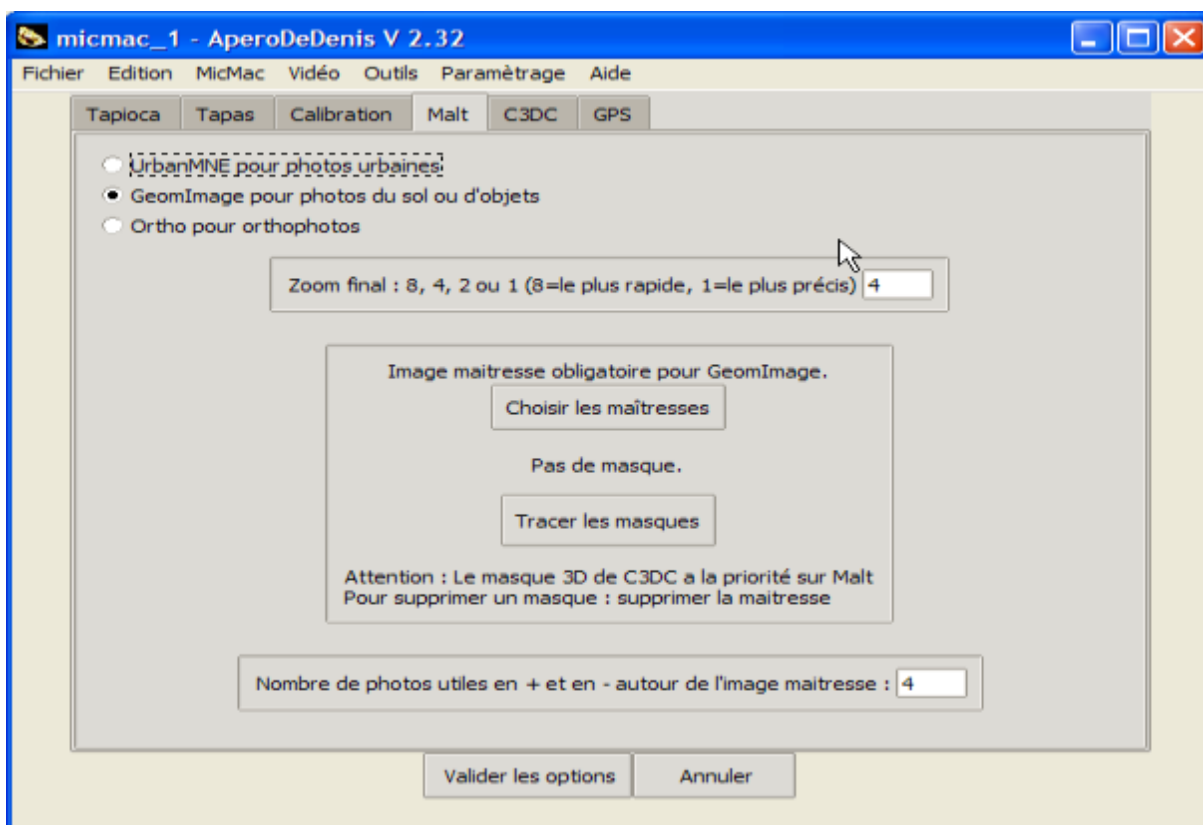 micmac_1 - AperoDeDenis V 2.32
Fichier Edition MicMac Vidéo Outils Paramètrage Aide
Tapioca Tapas Calibration Malt C3DC GPS
UrbanMNE pour photos urbaines
GeomImage pour photos du sol ou d'objets
Ortho pour orthophotos
Zoom final : 8, 4, 2 ou 1 (8=le plus rapide, 1=le plus précis) 4
Image maitresse obligatoire pour GeomImage.
Choisir les maîtresses
Pas de masque.
Tracer les masques
Attention : Le masque 3D de C3DC a la priorité sur Malt
Pour supprimer un masque : supprimer la maitresse
Nombre de photos utiles en + et en - autour de l'image maitresse : 4
Valider les options Annuler